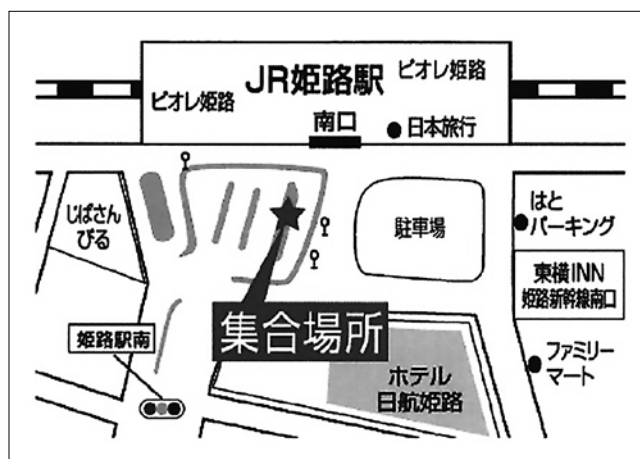 JR姫路駅
ピオレ姫路
ピオレ姫路
南口
日本旅行
じばさん
びる
駐車場
はと
パーキング
東横INN
姫路新幹線南口
集合場所
姫路駅南
ホテル
日航姫路
ファミリー
マート